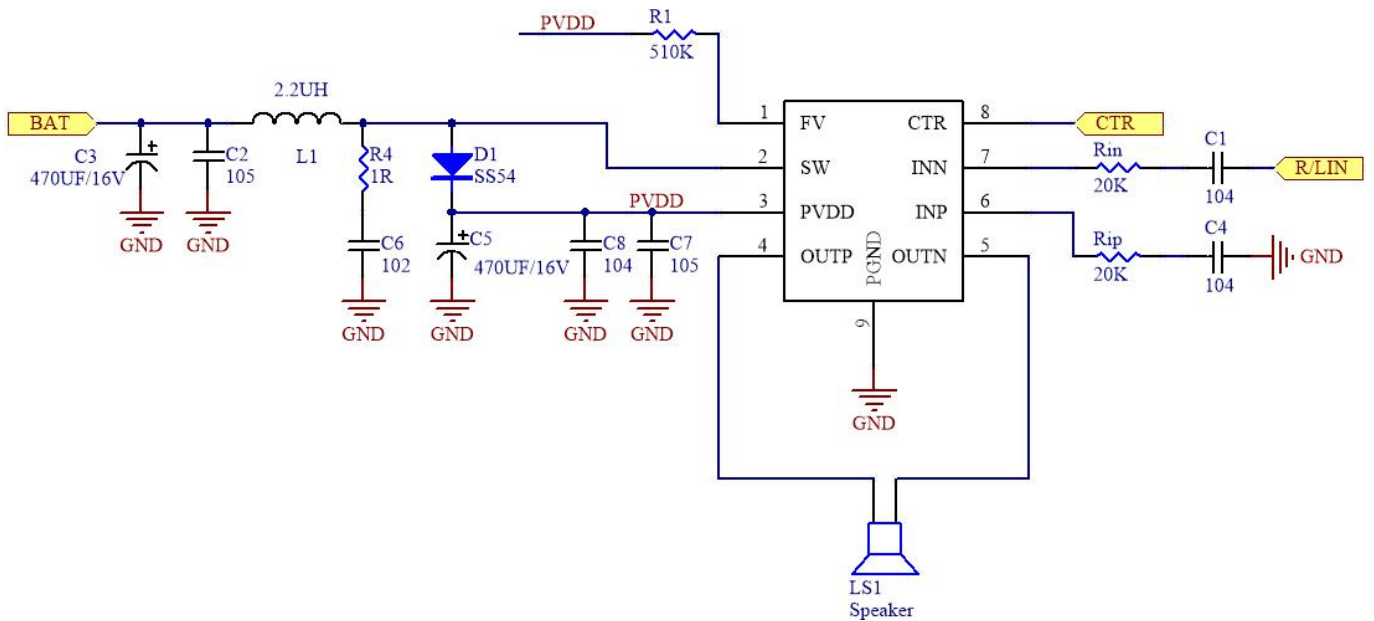 PVDD
R1
510K
2.2UH
BAT
L1
C3
470UF/16V
C2
105
GND
GND
R4
1R
D1
SS54
PVDD
C6
102
C5
470UF/16V
C8
104
C7
105
GND
GND
GND
GND
1
FV
CTR
8
CTR
2
SW
INN
7
Rin
20K
C1
104
R/LIN
3
PVDD
INP
6
4
OUTP
PGND
OUTN
5
Rip
20K
C4
104
GND
9
GND
LS1
Speaker